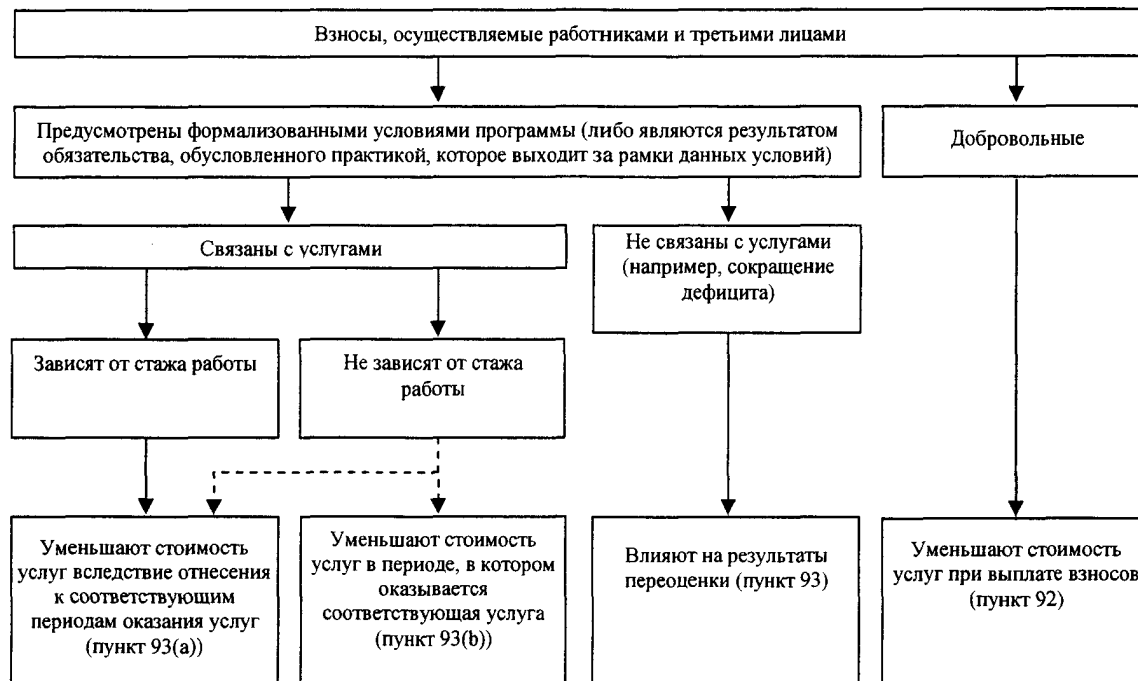 Взносы, осуществляемые работниками и третьими лицами
Предусмотрены формализованными условиями программы (либо являются результатом
обязательства, обусловленного практикой, которое выходит за рамки данных условий)
Добровольные
Связаны с услугами
Не связаны с услугами
(например, сокращение
дефицита)
Зависят от стажа работы
Не зависят от стажа
работы
Уменьшают стоимость
услуг вследствие отнесения
к соответствующим
периодам оказания услуг
(пункт 93(a))
Уменьшают стоимость
услуг в периоде, в котором
оказывается
соответствующая услуга
(пункт 93(b))
Влияют на результаты
переоценки (пункт 93)
Уменьшают стоимость
услуг при выплате взносов
(пункт 92)